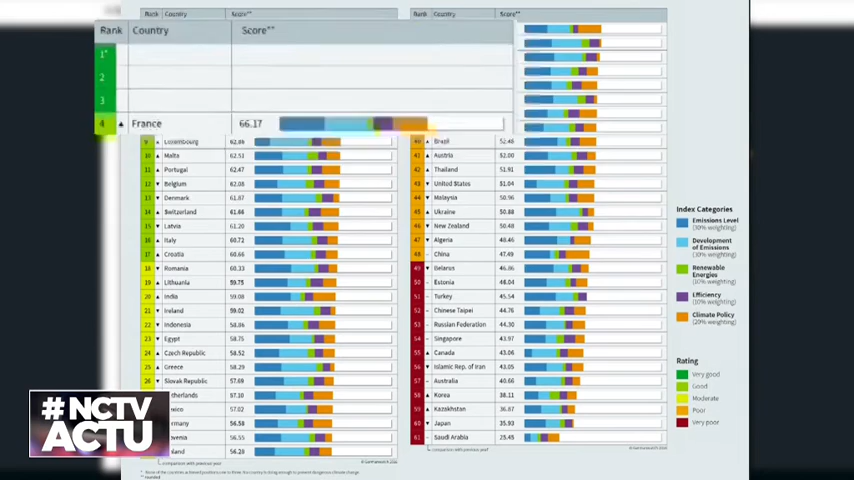 Rank Country Score**
Rank Country Score**
Rank Country Score**
1*
2
3
4 ▲ France 66.17
9 Luxembourg 62.86
10 ▲ Malta 62.53
11 ▲ Portugal 62.47
12 ▼ Belgium
13 ▼ Denmark 61.87
14 ▼ Switzerland 61.66
15 ▼ Latvia 61.20
16 ▼ Italy 60.72
17 ▲ Croatia 60.66
18 ▼ Romania 60.33
19 ▼ Lithuania 59.75
20 ▲ India 59.08
21 ▲ Ireland 59.02
22 ▼ Indonesia 58.86
23 ▼ Egypt 58.75
24 ▲ Czech Republic 58.52
25 ▲ Greece 58.29
26 Slovak Republic 57.69
57.10
57.02
56.58
56.55
56.28
comparison with previous year
40 Brazil 52.48
41 ▲ Austria 52.00
42 ▲ Thailand 51.91
43 ▼ United States 51.04
44 ▼ Malaysia 50.96
45 Ukraine 50.88
46 ▼ New Zealand 50.48
47 ▼ Algeria 48.46
48 – China 47.49
49 ▼ Belarus
50 – Estonia 46.04
51 – Turkey 45.54
52 – Chinese Taipei 44.76
53 – Russian Federation 44.30
54 – Singapore 43.97
55 ▲ Canada 43.06
56 ▼ Islamic Rep. of Iran 43.05
57 – Australia 40.66
58 ▲ Korea 38.11
59 Kazakhstan 36.87
60 ▼ Japan 35.93
61 – Saudi Arabia 25.45
comparison with previous year
Index Categories
Emissions Level
(30% weighting)
Development
of Emissions
(30% weighting)
Renewable
Energies
(10% weighting)
Efficiency
(10% weighting)
Climate Policy
(20% weighting)
Rating
Very good
Good
Moderate
Poor
Very poor
#NCTV
ACTU